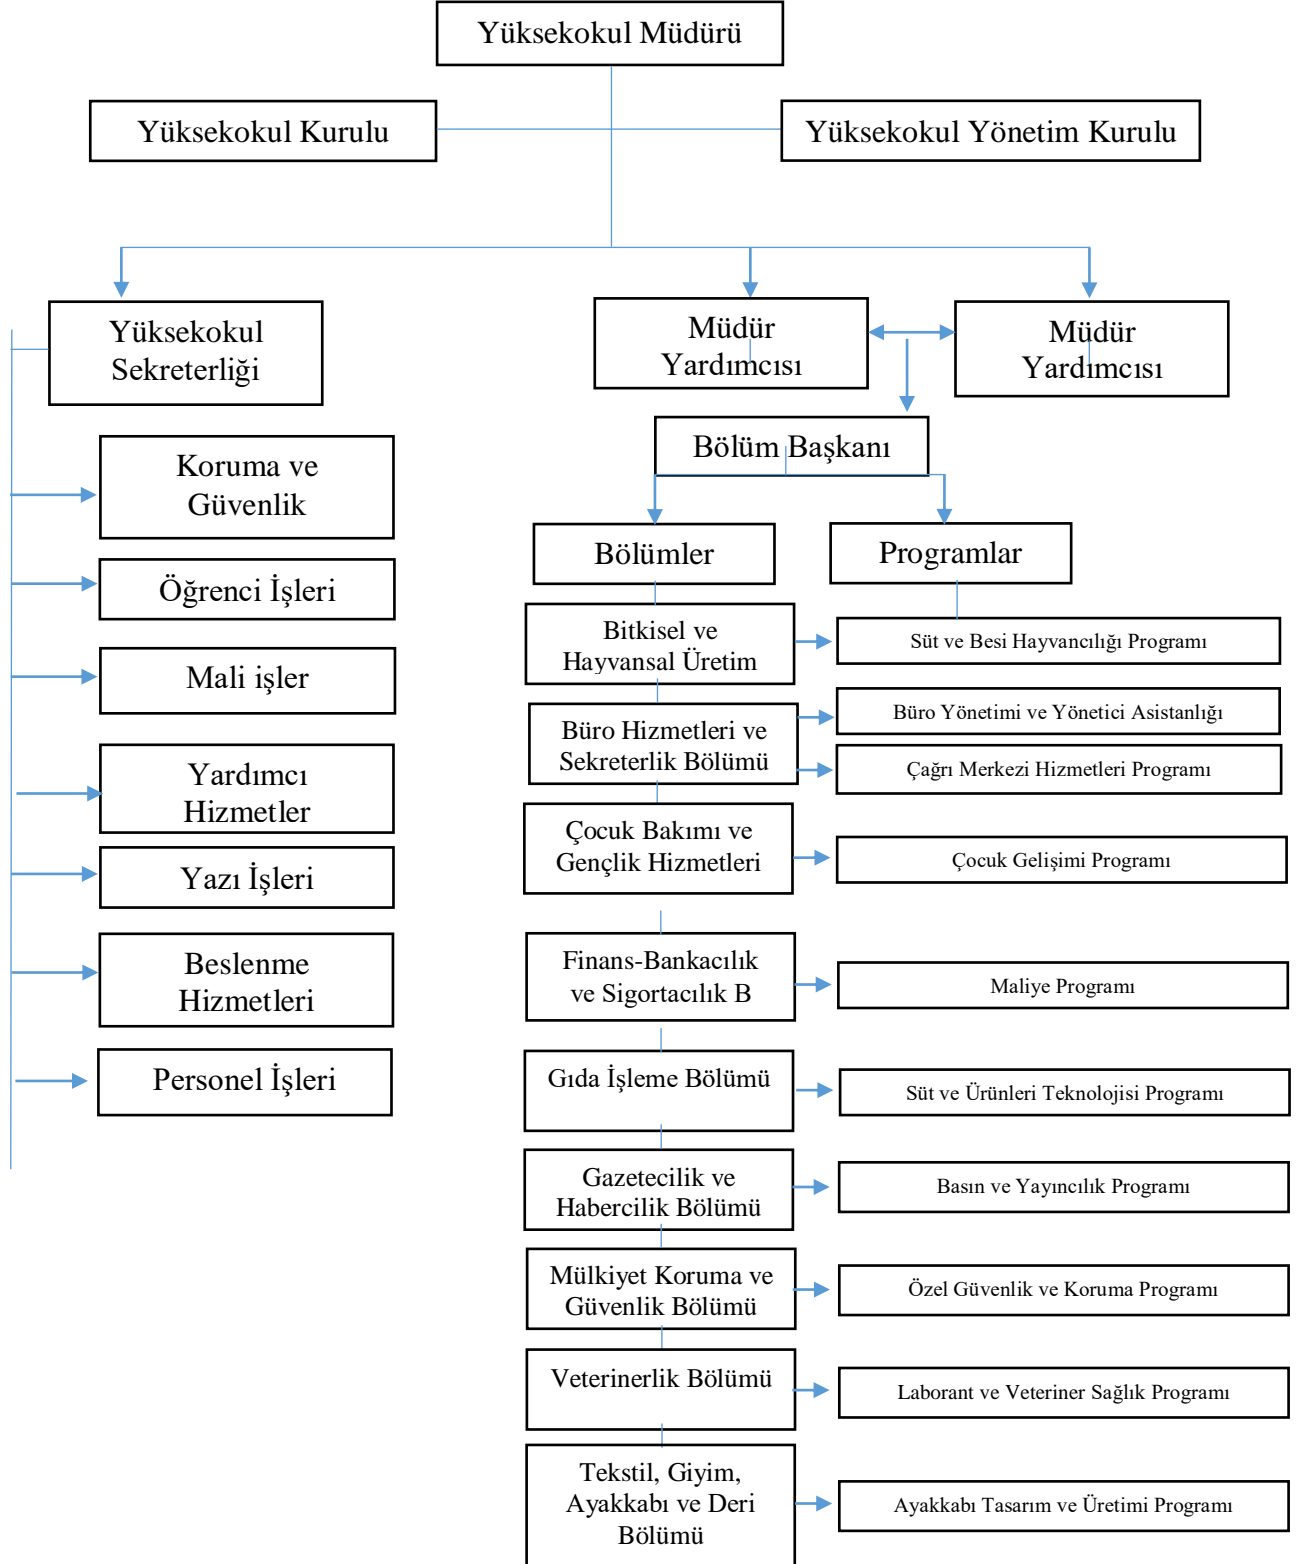 Yüksekokul Müdürü
Yüksekokul Kurulu
Yüksekokul Yönetim Kurulu
Yüksekokul
Sekreterliği
Müdür
Yardımcısı
Müdür
Yardımcısı
Bölüm Başkanı
Koruma ve
Güvenlik
Öğrenci İşleri
Mali işler
Yardımcı
Hizmetler
Yazı İşleri
Beslenme
Hizmetleri
Personel İşleri
Bölümler
Programlar
Bitkisel ve
Hayvansal Üretim
Süt ve Besi Hayvancılığı Programı
Büro Hizmetleri ve
Sekreterlik Bölümü
Büro Yönetimi ve Yönetici Asistanlığı
Çağrı Merkezi Hizmetleri Programı
Çocuk Bakımı ve
Gençlik Hizmetleri
Çocuk Gelişimi Programı
Finans-Bankacılık
ve Sigortacılık B
Maliye Programı
Gıda İşleme Bölümü
Süt ve Ürünleri Teknolojisi Programı
Gazetecilik ve
Habercilik Bölümü
Basın ve Yayıncılık Programı
Mülkiyet Koruma ve
Güvenlik Bölümü
Özel Güvenlik ve Koruma Programı
Veterinerlik Bölümü
Laborant ve Veteriner Sağlık Programı
Tekstil, Giyim,
Ayakkabı ve Deri
Bölümü
Ayakkabı Tasarım ve Üretimi Programı